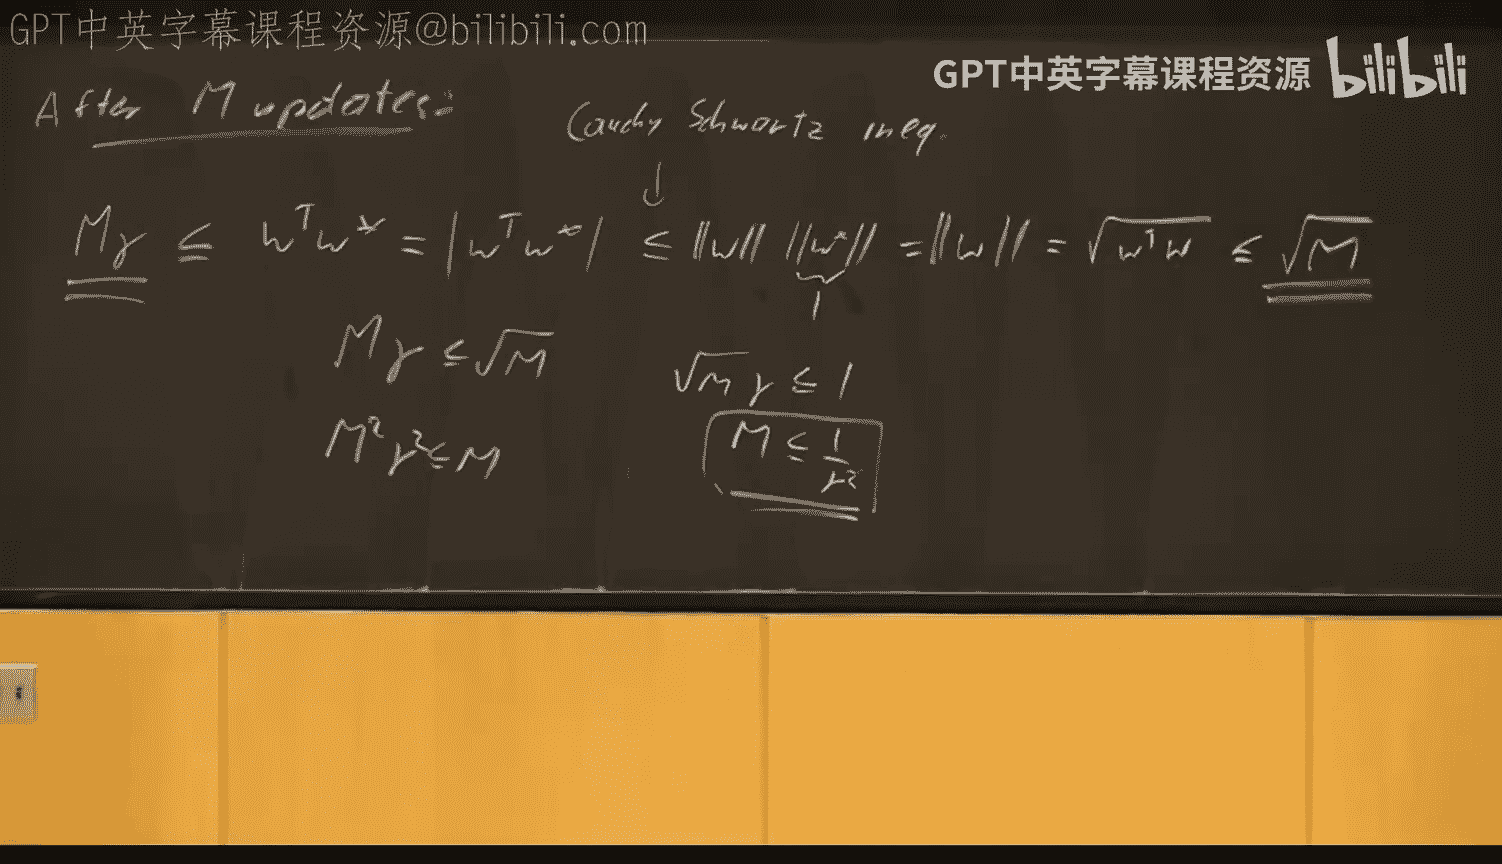 GPT中英字幕课程资源@bilibili.com
GPT中英字幕课程资源 bilibili
After M updates:
Cauchy Schwartz ineq.
↓
Mγ ≤ wᵀw* = |wᵀw*| ≤ ||w|| ||w*|| = ||w|| = √(wᵀw) ≤ √M
1
Mγ ≤ √M
√M γ ≤ 1
M²γ² ≤ M
M ≤ 1/γ²